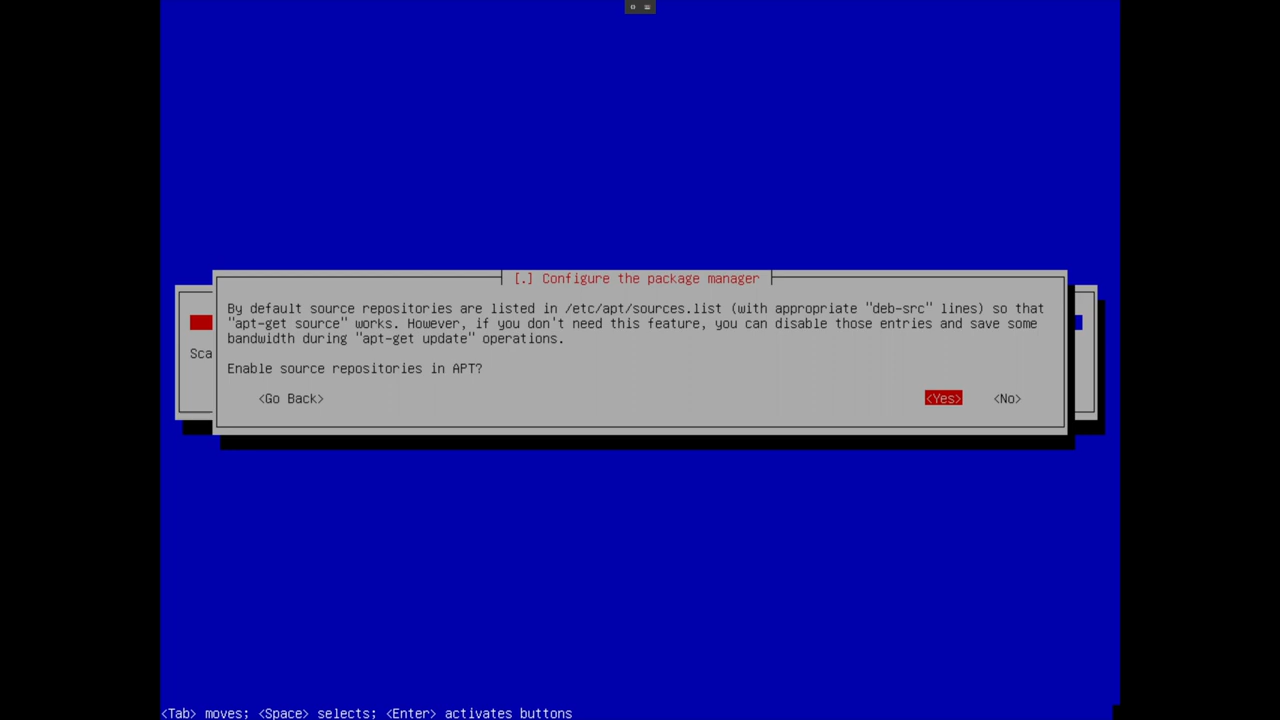 [.] Configure the package manager
By default source repositories are listed in /etc/apt/sources.list (with appropriate "deb-src" lines) so that
"apt-get source" works. However, if you don't need this feature, you can disable those entries and save some
bandwidth during "apt-get update" operations.
Sca
Enable source repositories in APT?
<Go Back> <Yes> <No>
<Tab> moves; <Space> selects; <Enter> activates buttons